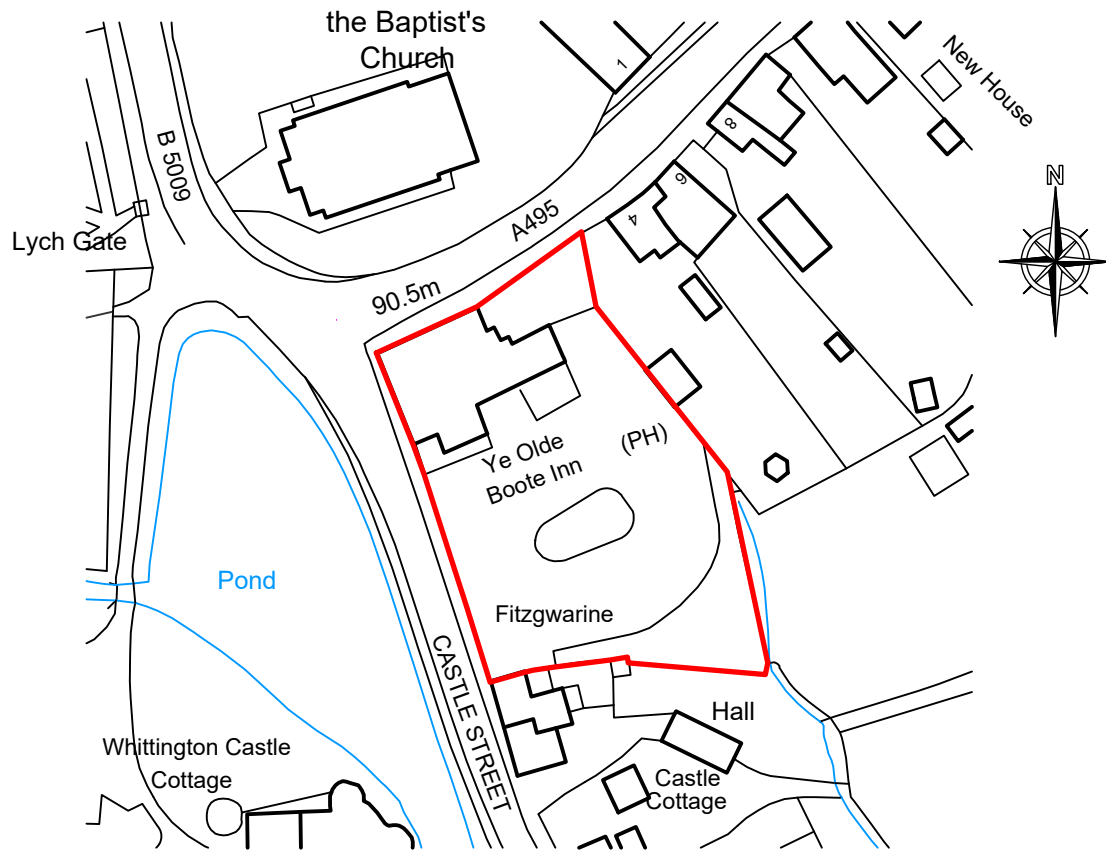 the Baptist's
Church
1
New House
B 5009
8
N
6
4
A495
Lych Gate
90.5m
(PH)
Ye Olde
Boote Inn
Pond
Fitzgwarine
CASTLE STREET
Hall
Whittington Castle
Cottage
Castle
Cottage